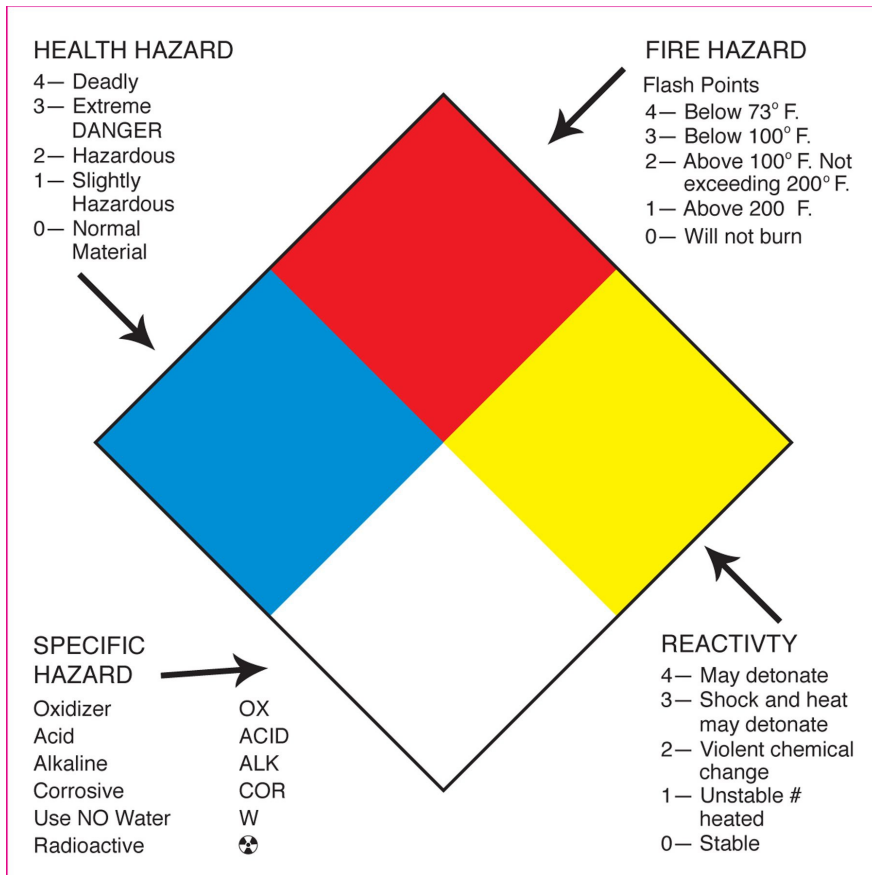 HEALTH HAZARD
4— Deadly
3— Extreme
DANGER
2— Hazardous
1— Slightly
Hazardous
0— Normal
Material
FIRE HAZARD
Flash Points
4— Below 73° F.
3— Below 100° F.
2— Above 100° F. Not
exceeding 200° F.
1— Above 200 F.
0— Will not burn
SPECIFIC
HAZARD
Oxidizer OX
Acid ACID
Alkaline ALK
Corrosive COR
Use NO Water W
Radioactive ☢
REACTIVTY
4— May detonate
3— Shock and heat
may detonate
2— Violent chemical
change
1— Unstable #
heated
0— Stable